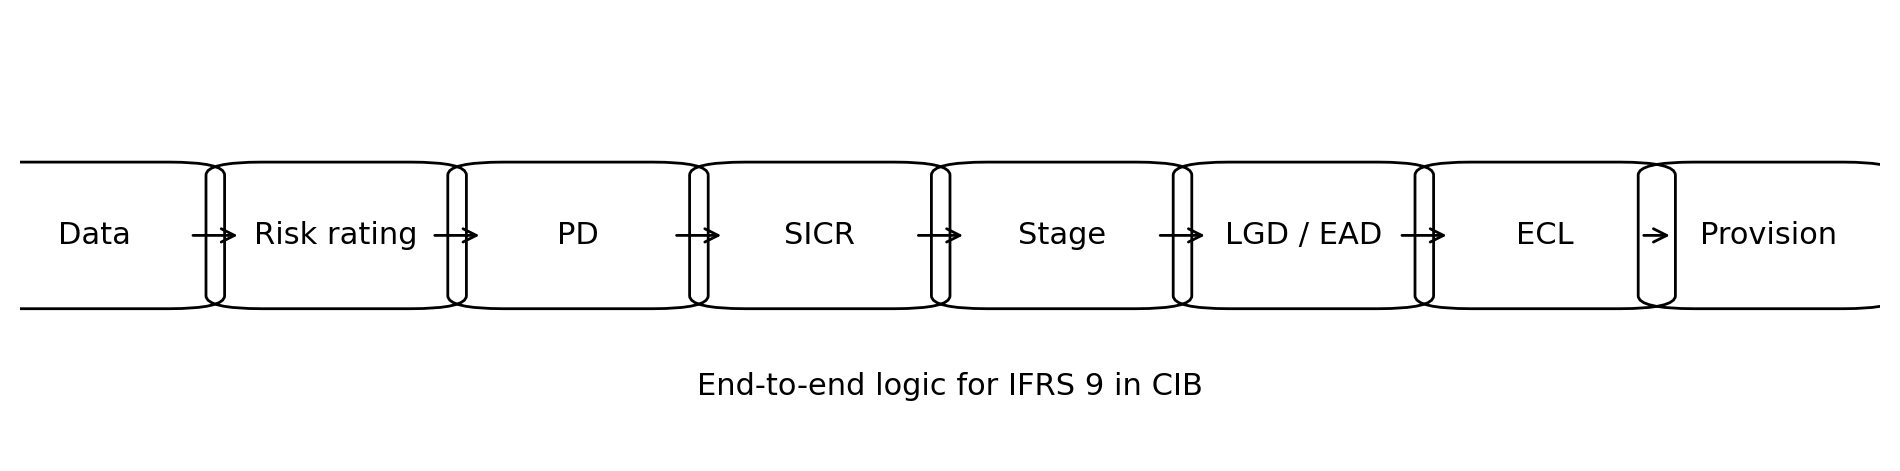 Data Risk rating PD SICR Stage LGD / EAD ECL Provision
End-to-end logic for IFRS 9 in CIB